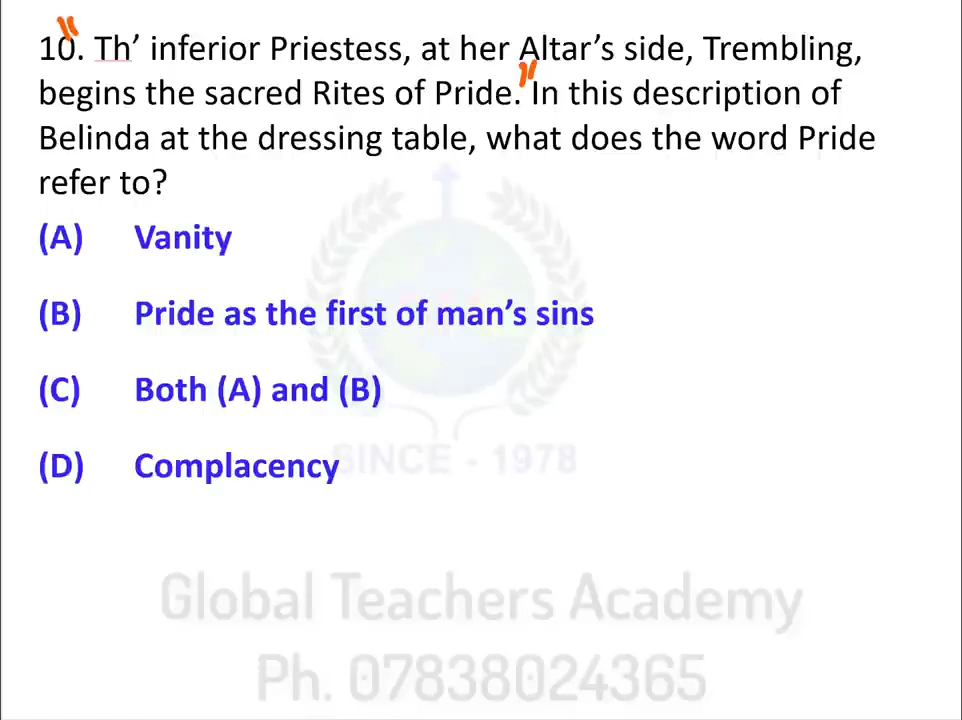 10. Th’ inferior Priestess, at her Altar’s side, Trembling,
begins the sacred Rites of Pride. In this description of
Belinda at the dressing table, what does the word Pride
refer to?
(A) Vanity
(B) Pride as the first of man’s sins
(C) Both (A) and (B)
(D) Complacency
SINCE - 1978
Global Teachers Academy
Ph. 07838024365